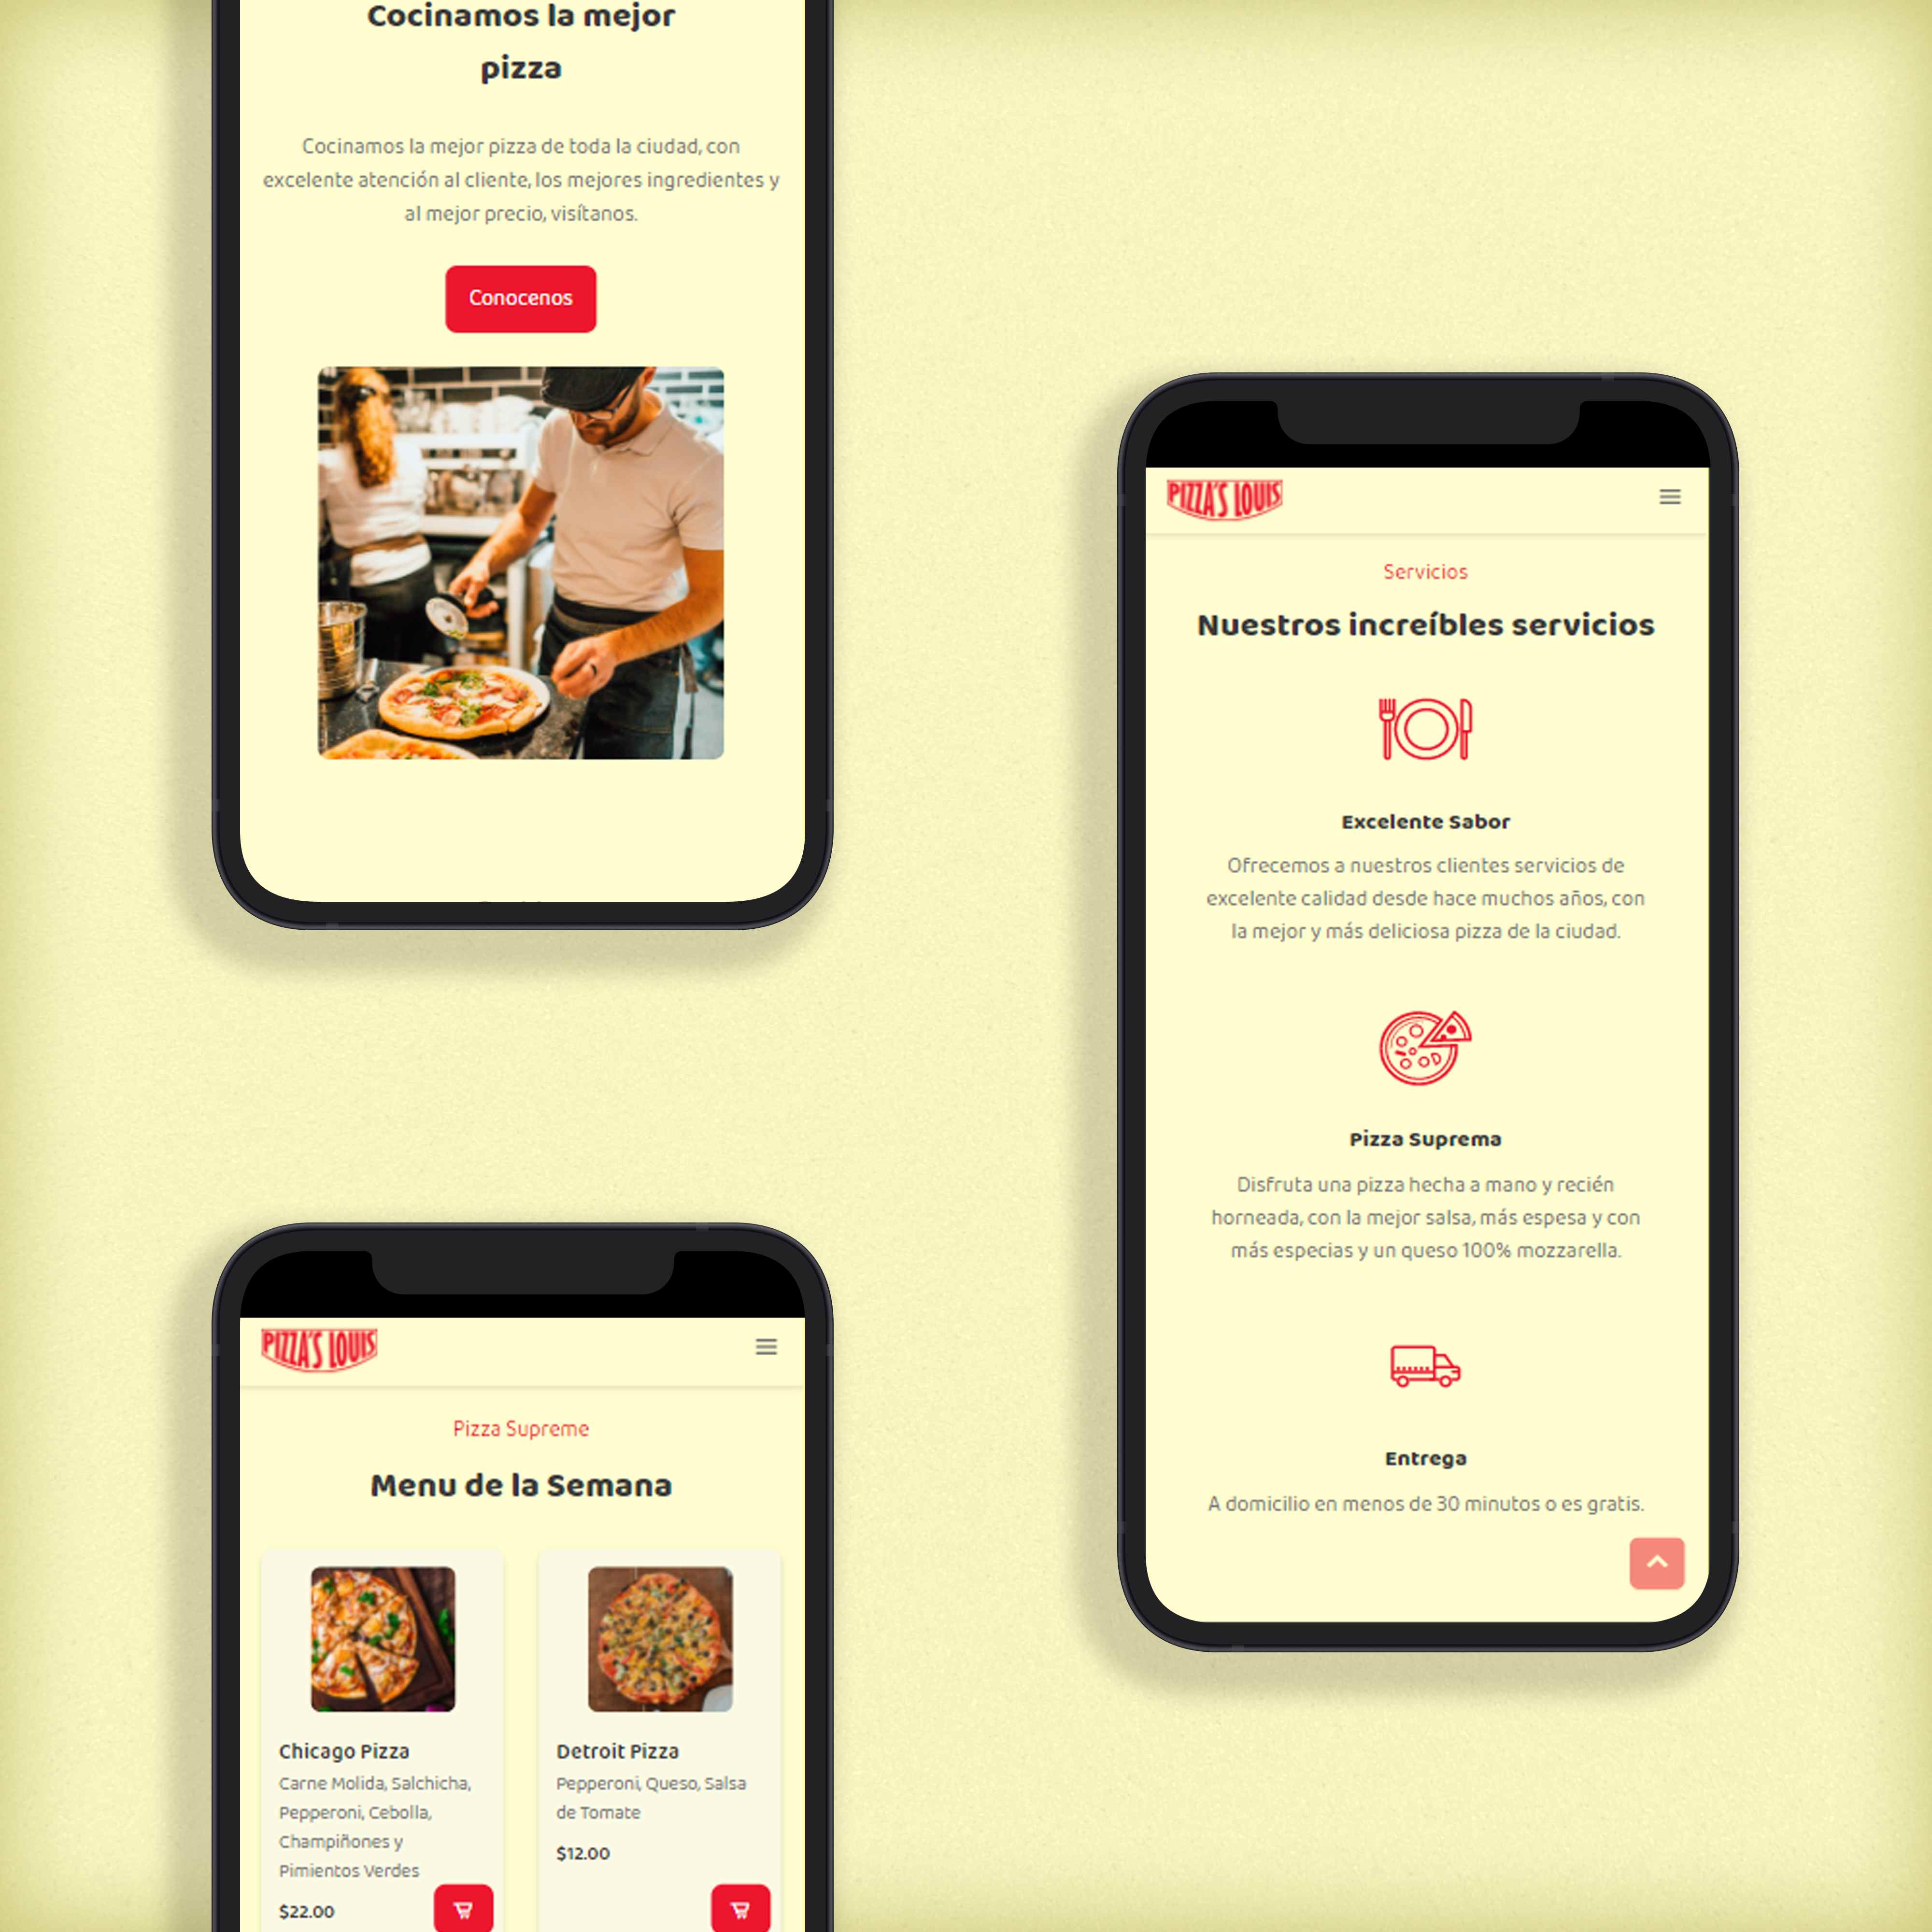 Cocinamos la mejor
pizza
Cocinamos la mejor pizza de toda la ciudad, con
excelente atención al cliente, los mejores ingredientes y
al mejor precio, visítanos.
Conocenos
PIZZA'S LOUIS
Servicios
Nuestros increíbles servicios
Excelente Sabor
Ofrecemos a nuestros clientes servicios de
excelente calidad desde hace muchos años, con
la mejor y más deliciosa pizza de la ciudad.
Pizza Suprema
Disfruta una pizza hecha a mano y recién
horneada, con la mejor salsa, más espesa y con
más especias y un queso 100% mozzarella.
Entrega
A domicilio en menos de 30 minutos o es gratis.
PIZZA'S LOUIS
Pizza Supreme
Menu de la Semana
Chicago Pizza
Carne Molida, Salchicha,
Pepperoni, Cebolla,
Champiñones y
Pimientos Verdes
$22.00
Detroit Pizza
Pepperoni, Queso, Salsa
de Tomate
$12.00